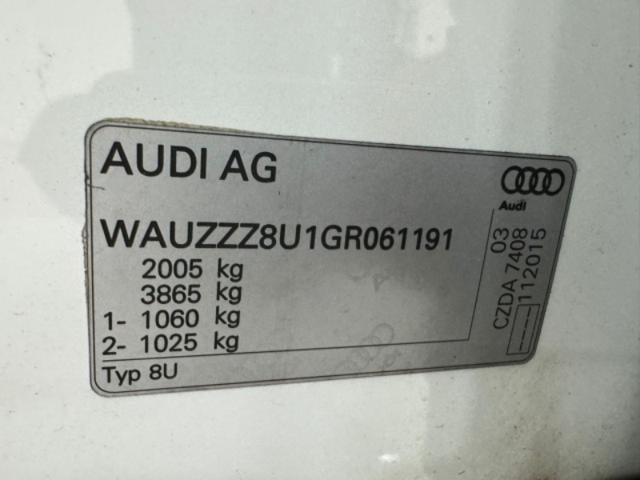 AUDI AG
Audi
WAUZZZ8U1GR061191
2005 kg
3865 kg
1- 1060 kg
2- 1025 kg
Typ 8U
03
CZDA 7408
112015